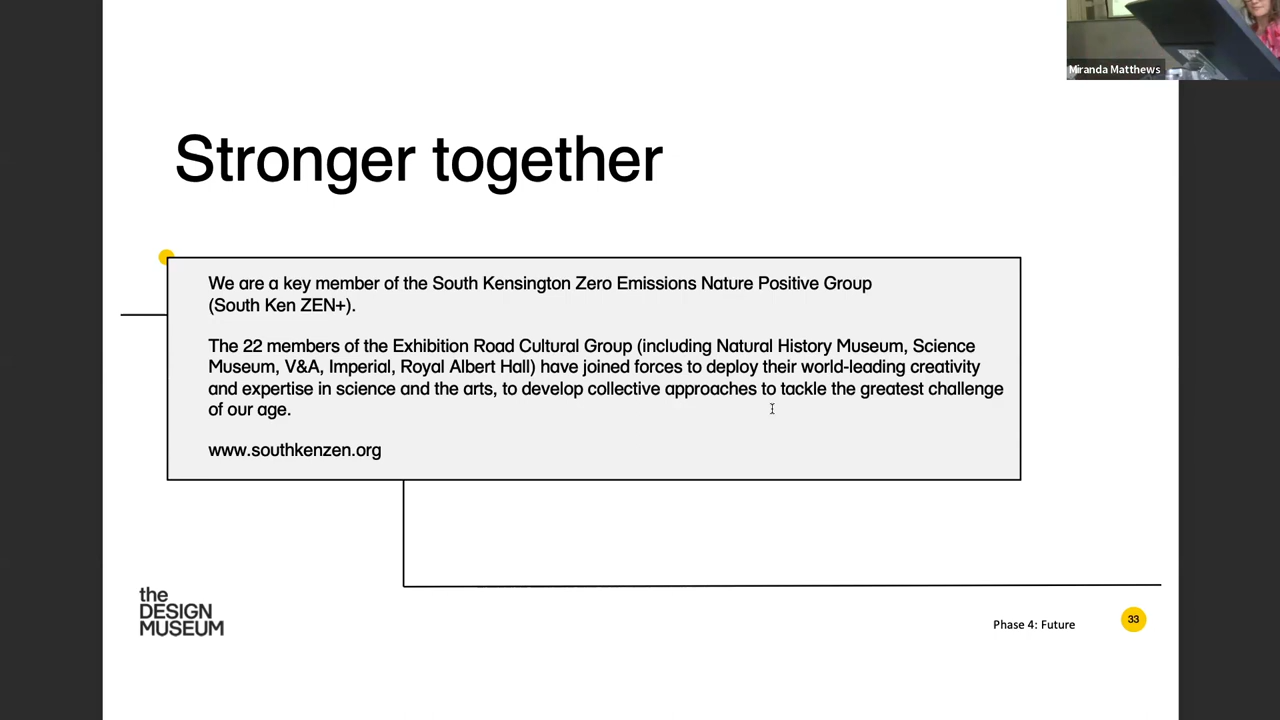 Miranda Matthews
Stronger together
We are a key member of the South Kensington Zero Emissions Nature Positive Group
(South Ken ZEN+).
The 22 members of the Exhibition Road Cultural Group (including Natural History Museum, Science
Museum, V&A, Imperial, Royal Albert Hall) have joined forces to deploy their world-leading creativity
and expertise in science and the arts, to develop collective approaches to tackle the greatest challenge
of our age.
www.southkenzen.org
the
DESIGN
MUSEUM
Phase 4: Future
33